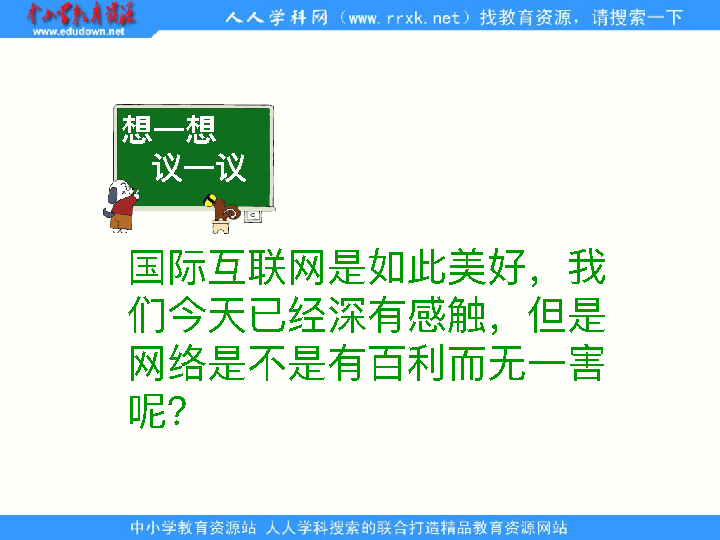 中小学教育资源
www.edudown.net
人人学科网（www.rrxk.net）找教育资源，请搜索一下
想一想
议一议
国际互联网是如此美好，我
们今天已经深有感触，但是
网络是不是有百利而无一害
呢？
中小学教育资源站 人人学科搜索的联合打造精品教育资源网站